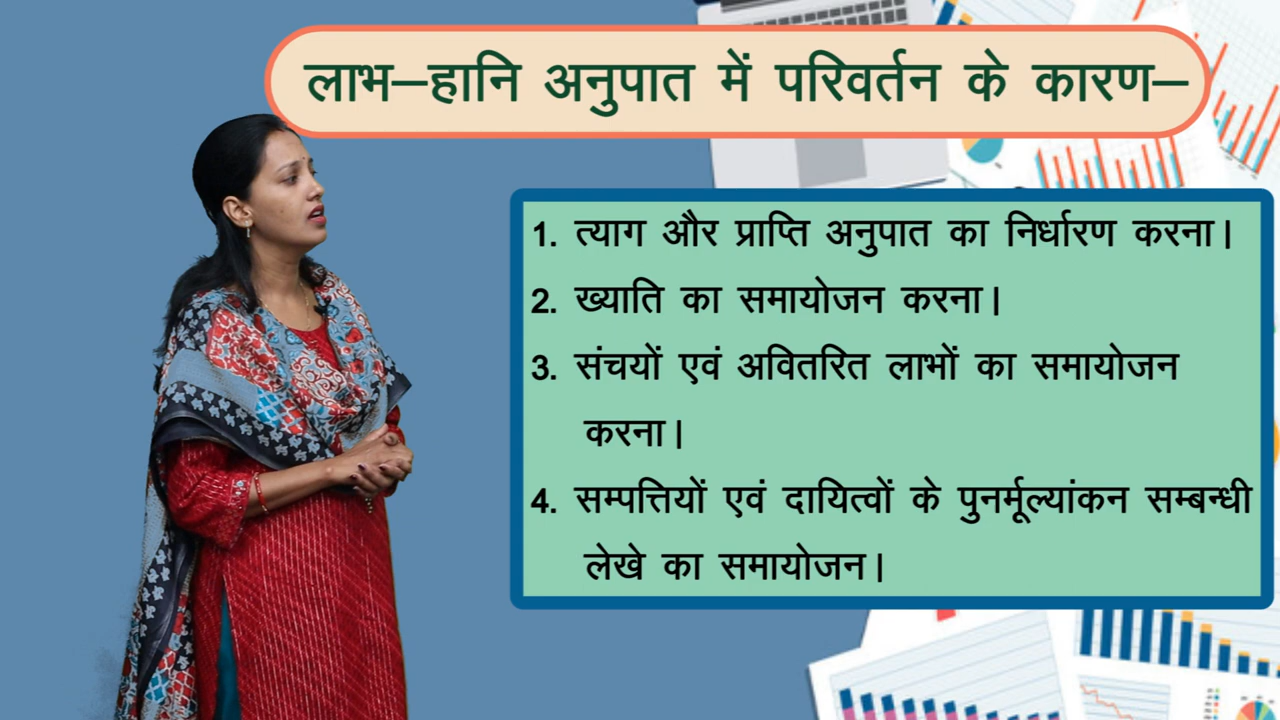 लाभ–हानि अनुपात में परिवर्तन के कारण–
1. त्याग और प्राप्ति अनुपात का निर्धारण करना।
2. ख्याति का समायोजन करना।
3. संचयों एवं अवितरित लाभों का समायोजन
करना।
4. सम्पत्तियों एवं दायित्वों के पुनर्मूल्यांकन सम्बन्धी
लेखे का समायोजन।